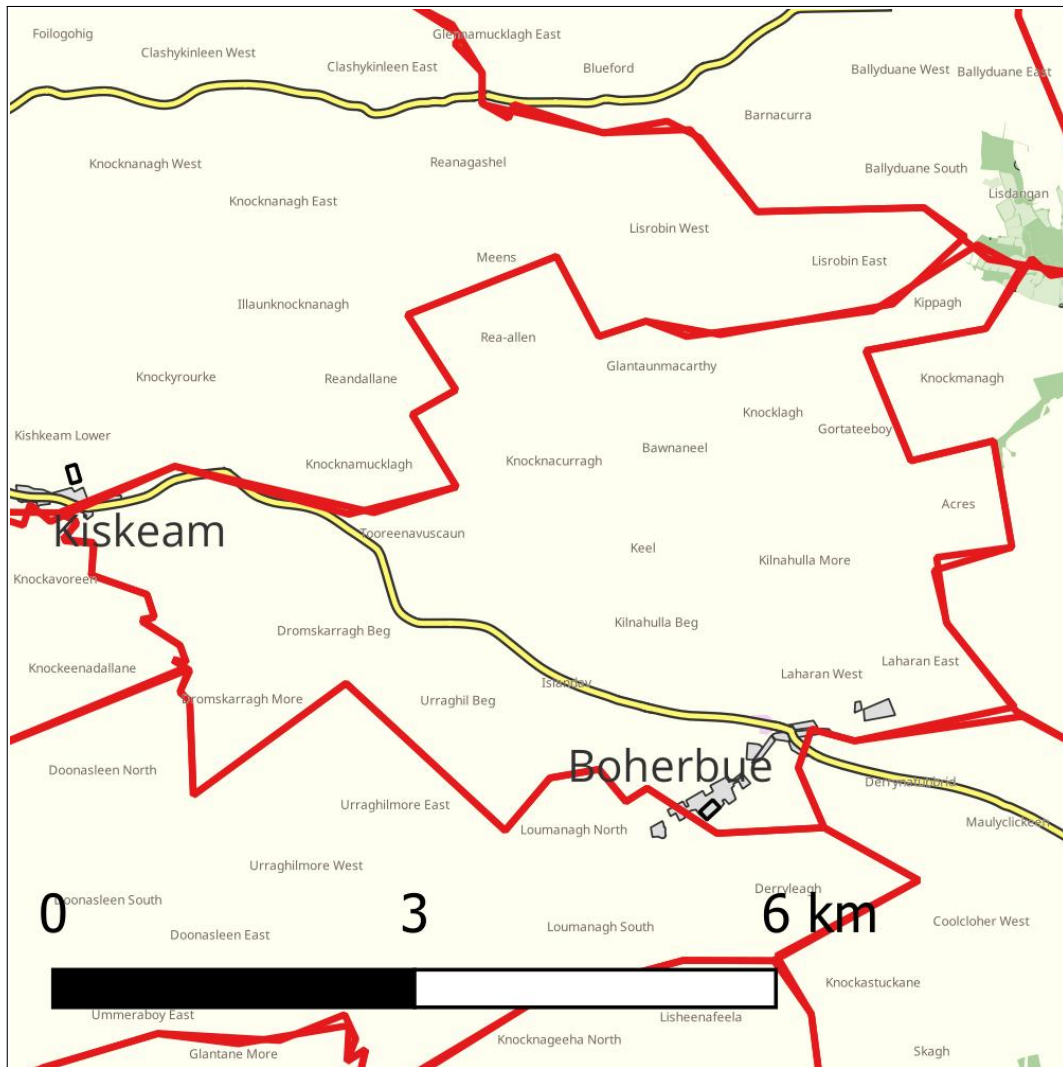 Foilogohig
Clashykinleen West
Glennamucklagh East
Clashykinleen East
Blueford
Ballyduane West
Ballyduane East
Barnacurra
Knocknanagh West
Reanagashel
Ballyduane South
Lisdangan
Knocknanagh East
Lisrobin West
Meens
Lisrobin East
Illaunknocknanagh
Kippagh
Rea-allen
Glantaunmacarthy
Knockyrourke
Reandallane
Knockmanagh
Knocklagh
Gortateeboy
Kishkeam Lower
Bawnaneel
Knocknamucklagh
Knocknacurragh
Acres
Kiskeam
Tooreenavuscaun
Keel
Kilnahulla More
Knockavoreen
Kilnahulla Beg
Dromskarragh Beg
Laharan East
Knockeenadallane
Laharan West
Islanday
Dromskarragh More
Urraghil Beg
Boherbue
Doonasleen North
Derrynatubbrid
Urraghilmore East
Maulyclickeen
Loumanagh North
Urraghilmore West
Derryleagh
Doonasleen South
0 3 6 km
Coolcloher West
Loumanagh South
Doonasleen East
Knockastuckane
Ummeraboy East
Lisheenafeela
Knocknageeha North
Glantane More
Skagh